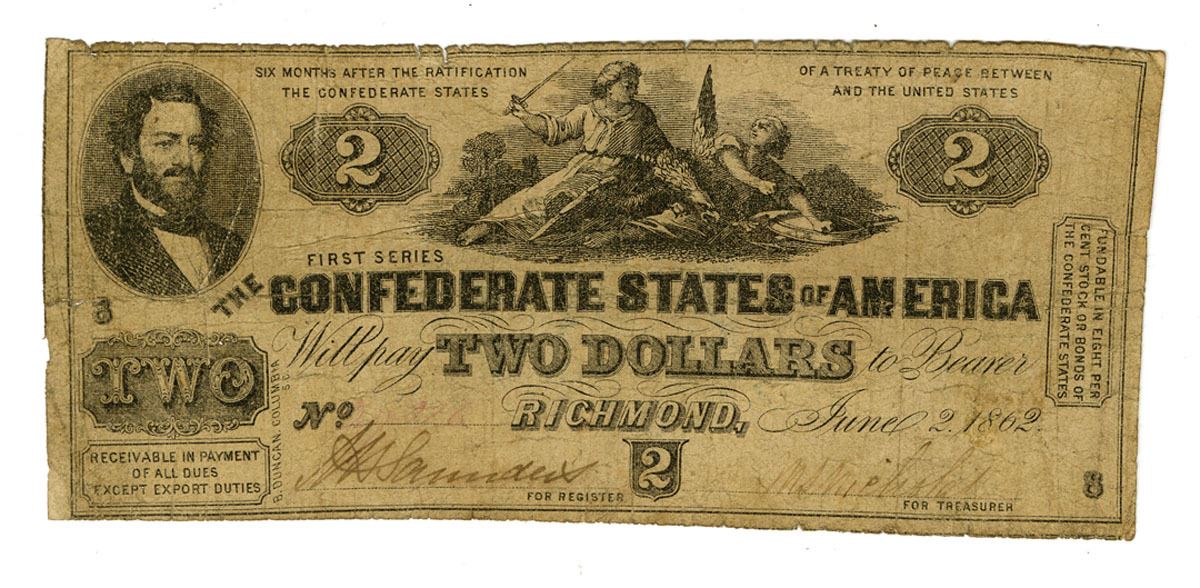 SIX MONTHS AFTER THE RATIFICATION
OF A TREATY OF PEACE BETWEEN
THE CONFEDERATE STATES
AND THE UNITED STATES
2
2
FIRST SERIES
THE CONFEDERATE STATES OF AMERICA
8
Will pay TWO DOLLARS to Bearer
TWO
No
RICHMOND, June 2, 1862.
FUNDABLE IN EIGHT PER
CENT STOCK OR BONDS OF
THE CONFEDERATE STATES
B. DUNCAN, COLUMBIA
S.C.
RECEIVABLE IN PAYMENT
OF ALL DUES
EXCEPT EXPORT DUTIES
Saunders
2
FOR REGISTER
FOR TREASURER
8